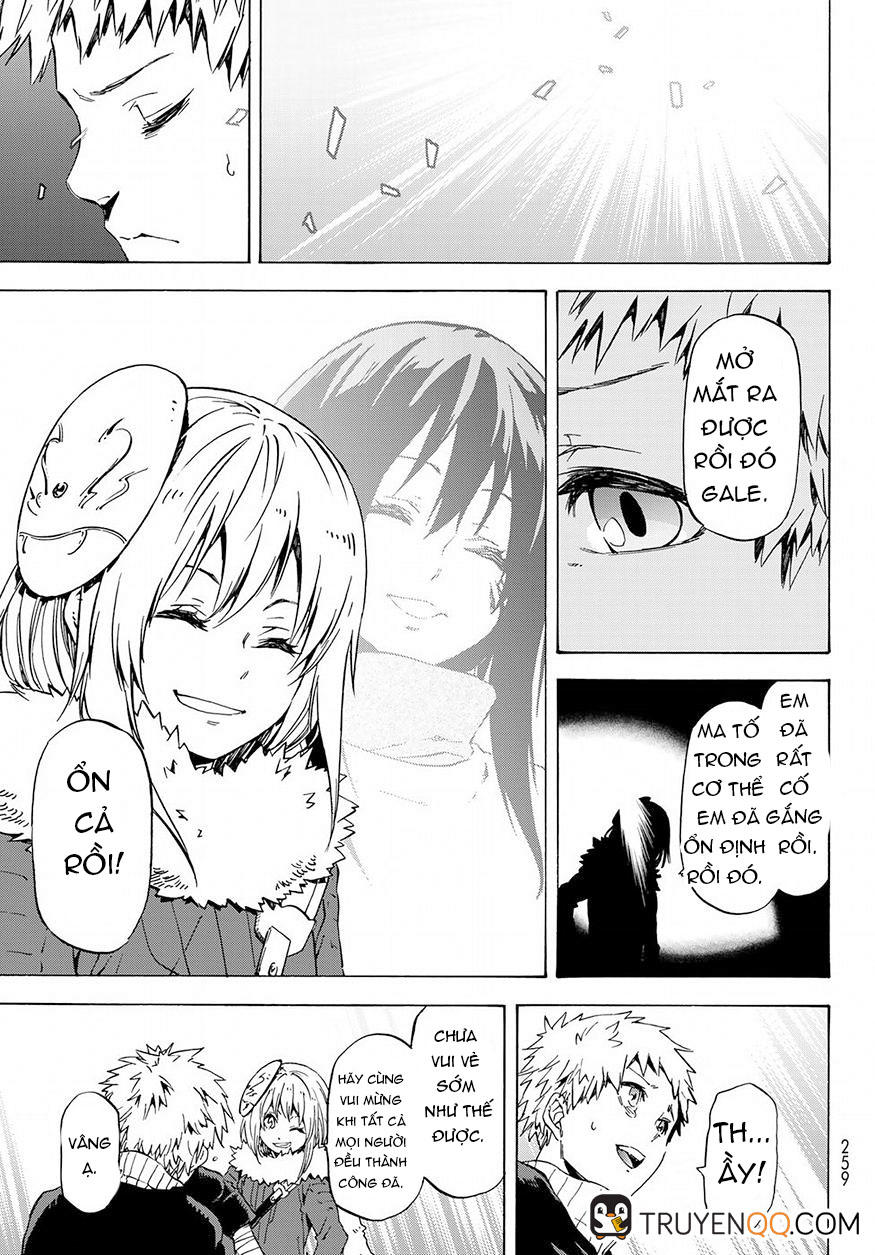 MỞ
MẮT RA
ĐƯỢC
RỒI ĐÓ
GALE.
EM
ĐÃ
RẤT
CỐ
GẮNG
RỒI.
MA TỐ
TRONG
CƠ THỂ
EM ĐÃ
ỔN ĐỊNH
RỒI ĐÓ.
ỔN
CẢ
RỒI!
TH...
ẦY!
CHƯA
VUI VẺ
SỚM
NHƯ THẾ
ĐƯỢC.
HÃY CÙNG
VUI MỪNG
KHI TẤT CẢ
MỌI NGƯỜI
ĐỀU THÀNH
CÔNG ĐÃ.
VÂNG
Ạ.
259
TRUYENQQ.COM